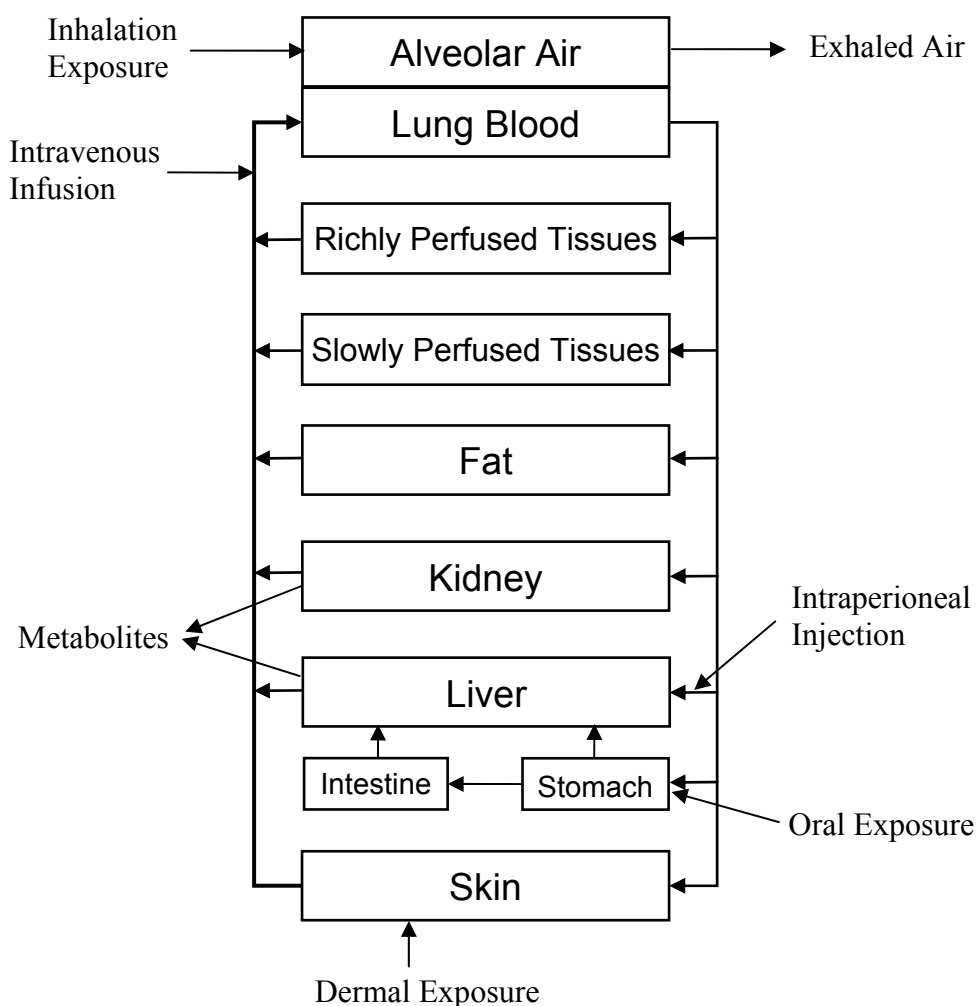 Inhalation
Exposure
Alveolar Air
Exhaled Air
Lung Blood
Intravenous
Infusion
Richly Perfused Tissues
Slowly Perfused Tissues
Fat
Kidney
Intraperioneal
Injection
Metabolites
Liver
Intestine
Stomach
Oral Exposure
Skin
Dermal Exposure